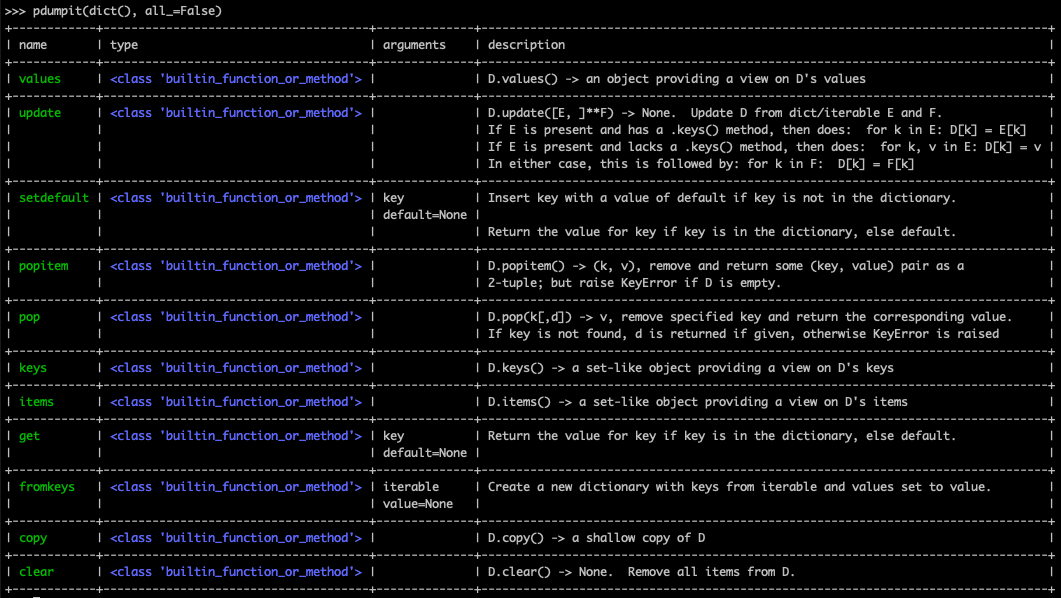 >>> pdumpit(dict(), all_=False)
+------------+--------------------------------------+--------------+----------------------------------------------------------------------------------+
| name       | type                                 | arguments    | description                                                                      |
+------------+--------------------------------------+--------------+----------------------------------------------------------------------------------+
| values     | <class 'builtin_function_or_method'> |              | D.values() -> an object providing a view on D's values                           |
+------------+--------------------------------------+--------------+----------------------------------------------------------------------------------+
| update     | <class 'builtin_function_or_method'> |              | D.update([E, ]**F) -> None.  Update D from dict/iterable E and F.                |
|            |                                      |              | If E is present and has a .keys() method, then does:  for k in E: D[k] = E[k]    |
|            |                                      |              | If E is present and lacks a .keys() method, then does:  for k, v in E: D[k] = v |
|            |                                      |              | In either case, this is followed by: for k in F:  D[k] = F[k]                    |
+------------+--------------------------------------+--------------+----------------------------------------------------------------------------------+
| setdefault | <class 'builtin_function_or_method'> | key          | Insert key with a value of default if key is not in the dictionary.              |
|            |                                      | default=None |                                                                                  |
|            |                                      |              | Return the value for key if key is in the dictionary, else default.              |
+------------+--------------------------------------+--------------+----------------------------------------------------------------------------------+
| popitem    | <class 'builtin_function_or_method'> |              | D.popitem() -> (k, v), remove and return some (key, value) pair as a             |
|            |                                      |              | 2-tuple; but raise KeyError if D is empty.                                       |
+------------+--------------------------------------+--------------+----------------------------------------------------------------------------------+
| pop        | <class 'builtin_function_or_method'> |              | D.pop(k[,d]) -> v, remove specified key and return the corresponding value.      |
|            |                                      |              | If key is not found, d is returned if given, otherwise KeyError is raised        |
+------------+--------------------------------------+--------------+----------------------------------------------------------------------------------+
| keys       | <class 'builtin_function_or_method'> |              | D.keys() -> a set-like object providing a view on D's keys                       |
+------------+--------------------------------------+--------------+----------------------------------------------------------------------------------+
| items      | <class 'builtin_function_or_method'> |              | D.items() -> a set-like object providing a view on D's items                     |
+------------+--------------------------------------+--------------+----------------------------------------------------------------------------------+
| get        | <class 'builtin_function_or_method'> | key          | Return the value for key if key is in the dictionary, else default.              |
|            |                                      | default=None |                                                                                  |
+------------+--------------------------------------+--------------+----------------------------------------------------------------------------------+
| fromkeys   | <class 'builtin_function_or_method'> | iterable     | Create a new dictionary with keys from iterable and values set to value.         |
|            |                                      | value=None   |                                                                                  |
+------------+--------------------------------------+--------------+----------------------------------------------------------------------------------+
| copy       | <class 'builtin_function_or_method'> |              | D.copy() -> a shallow copy of D                                                  |
+------------+--------------------------------------+--------------+----------------------------------------------------------------------------------+
| clear      | <class 'builtin_function_or_method'> |              | D.clear() -> None.  Remove all items from D.                                     |
+------------+--------------------------------------+--------------+----------------------------------------------------------------------------------+